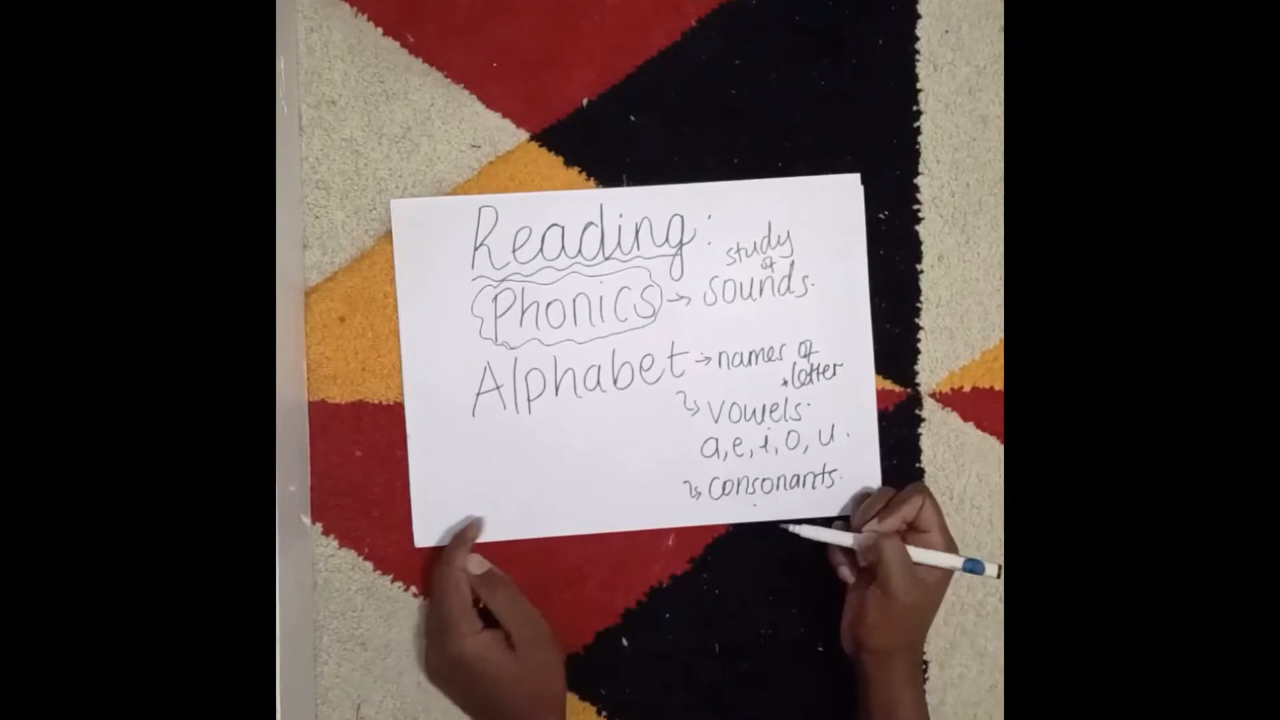 Reading:
Phonics → study of sounds.
Alphabet → names of letter
↳ vowels.
a, e, i, o, u.
↳ consonants.